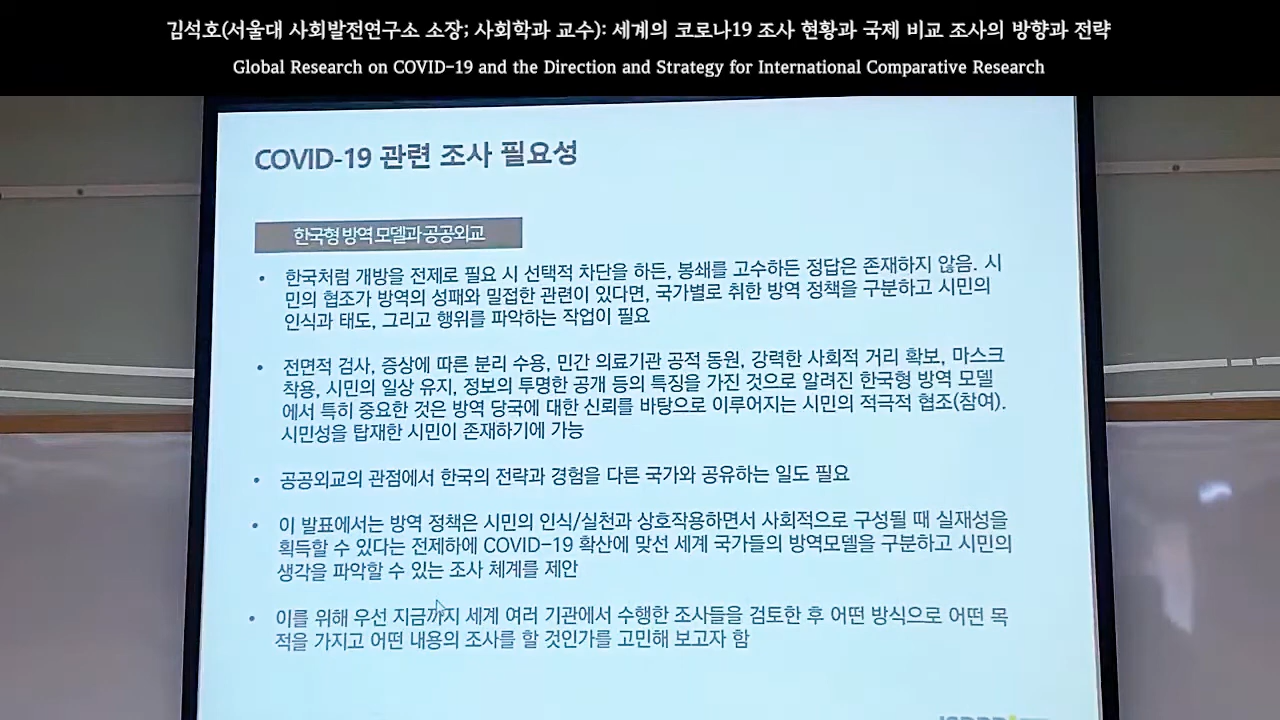 김석호(서울대 사회발전연구소 소장; 사회학과 교수): 세계의 코로나19 조사 현황과 국제 비교 조사의 방향과 전략
Global Research on COVID-19 and the Direction and Strategy for International Comparative Research
COVID-19 관련 조사 필요성
한국형 방역 모델과 공공외교
• 한국처럼 개방을 전제로 필요 시 선택적 차단을 하든, 봉쇄를 고수하든 정답은 존재하지 않음. 시
민의 협조가 방역의 성패와 밀접한 관련이 있다면, 국가별로 취한 방역 정책을 구분하고 시민의
인식과 태도, 그리고 행위를 파악하는 작업이 필요
• 전면적 검사, 증상에 따른 분리 수용, 민간 의료기관 공적 동원, 강력한 사회적 거리 확보, 마스크
착용, 시민의 일상 유지, 정보의 투명한 공개 등의 특징을 가진 것으로 알려진 한국형 방역 모델
에서 특히 중요한 것은 방역 당국에 대한 신뢰를 바탕으로 이루어지는 시민의 적극적 협조(참여).
시민성을 탑재한 시민이 존재하기에 가능
• 공공외교의 관점에서 한국의 전략과 경험을 다른 국가와 공유하는 일도 필요
• 이 발표에서는 방역 정책은 시민의 인식/실천과 상호작용하면서 사회적으로 구성될 때 실재성을
획득할 수 있다는 전제하에 COVID-19 확산에 맞선 세계 국가들의 방역모델을 구분하고 시민의
생각을 파악할 수 있는 조사 체계를 제안
• 이를 위해 우선 지금까지 세계 여러 기관에서 수행한 조사들을 검토한 후 어떤 방식으로 어떤 목
적을 가지고 어떤 내용의 조사를 할 것인가를 고민해 보고자 함